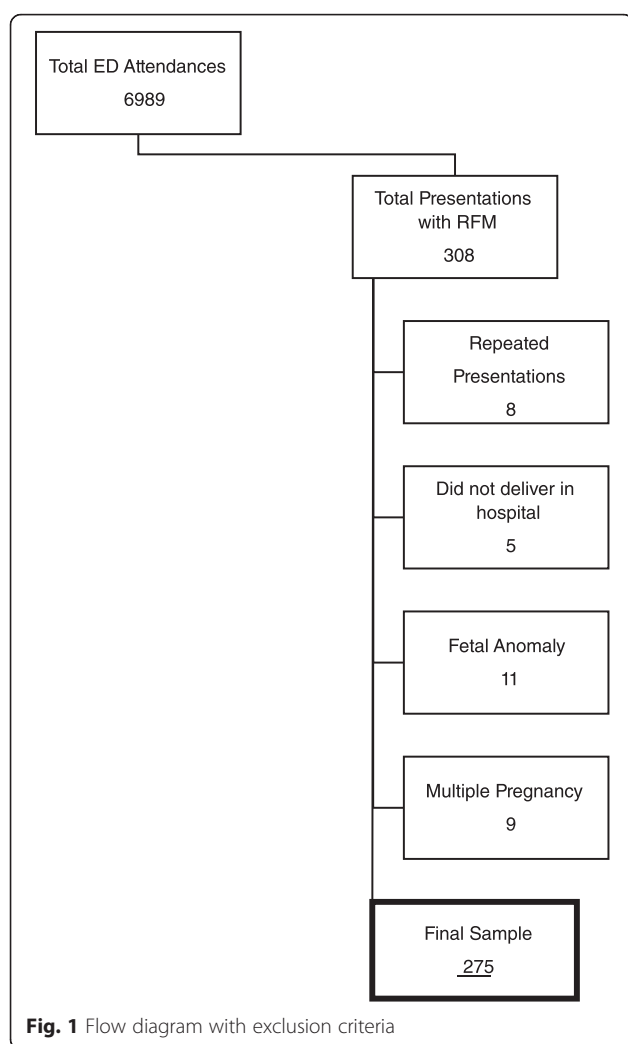 Total ED Attendances
6989
Total Presentations
with RFM
308
Repeated
Presentations
8
Did not deliver in
hospital
5
Fetal Anomaly
11
Multiple Pregnancy
9
Final Sample
275
Fig. 1 Flow diagram with exclusion criteria